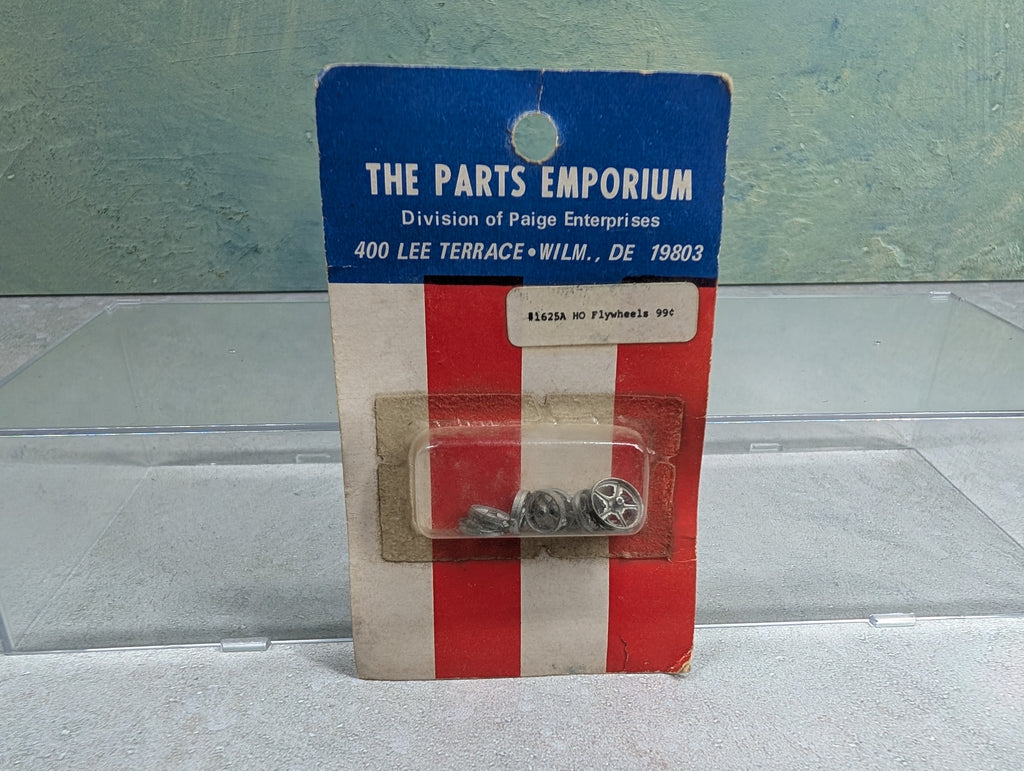 THE PARTS EMPORIUM
Division of Paige Enterprises
400 LEE TERRACE • WILM., DE 19803
#1625A HO Flywheels 99¢